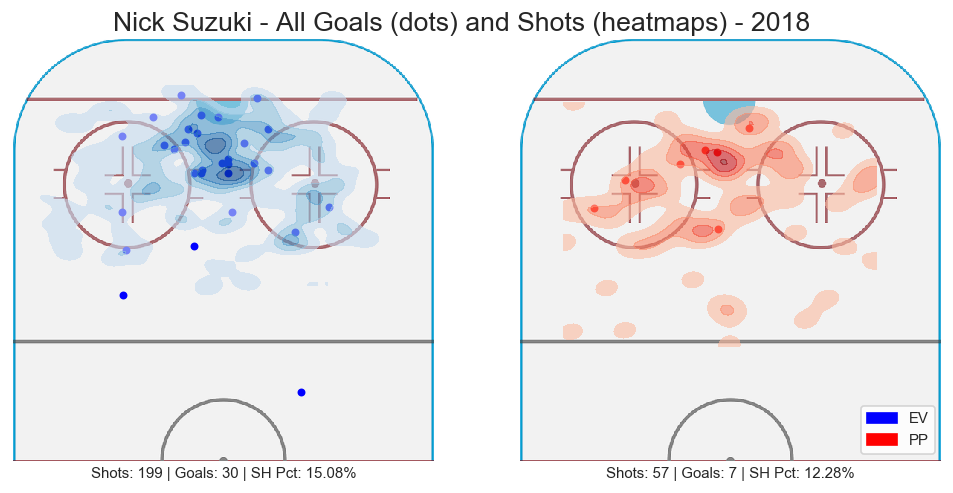 Nick Suzuki - All Goals (dots) and Shots (heatmaps) - 2018
EV
PP
Shots: 199 | Goals: 30 | SH Pct: 15.08%
Shots: 57 | Goals: 7 | SH Pct: 12.28%